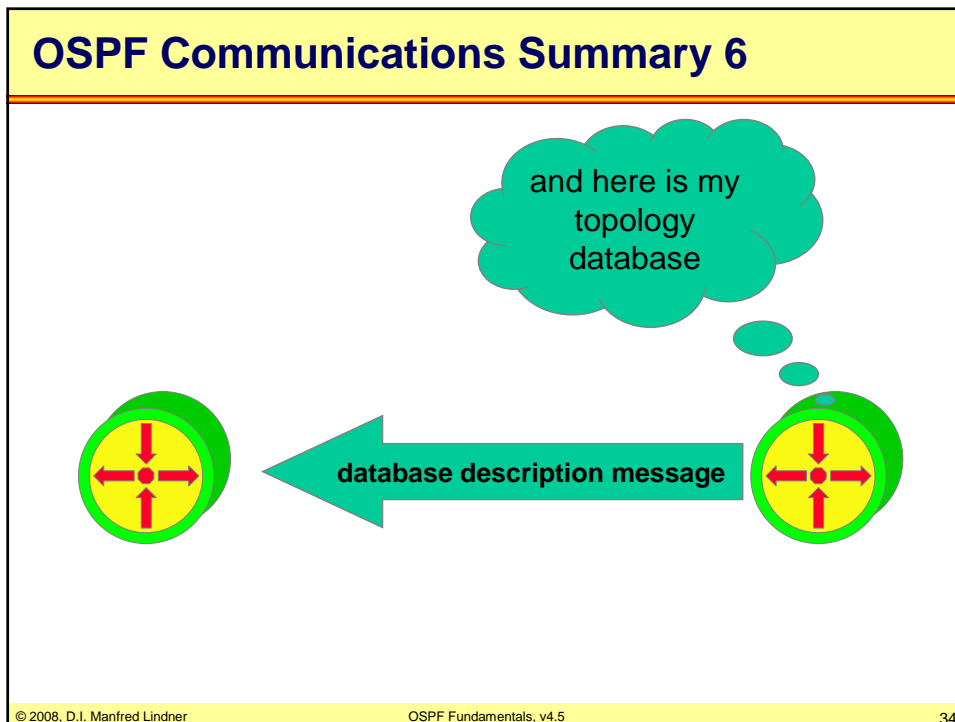 OSPF Communications Summary 6
and here is my
topology
database
database description message
© 2008, D.I. Manfred Lindner
OSPF Fundamentals, v4.5
34